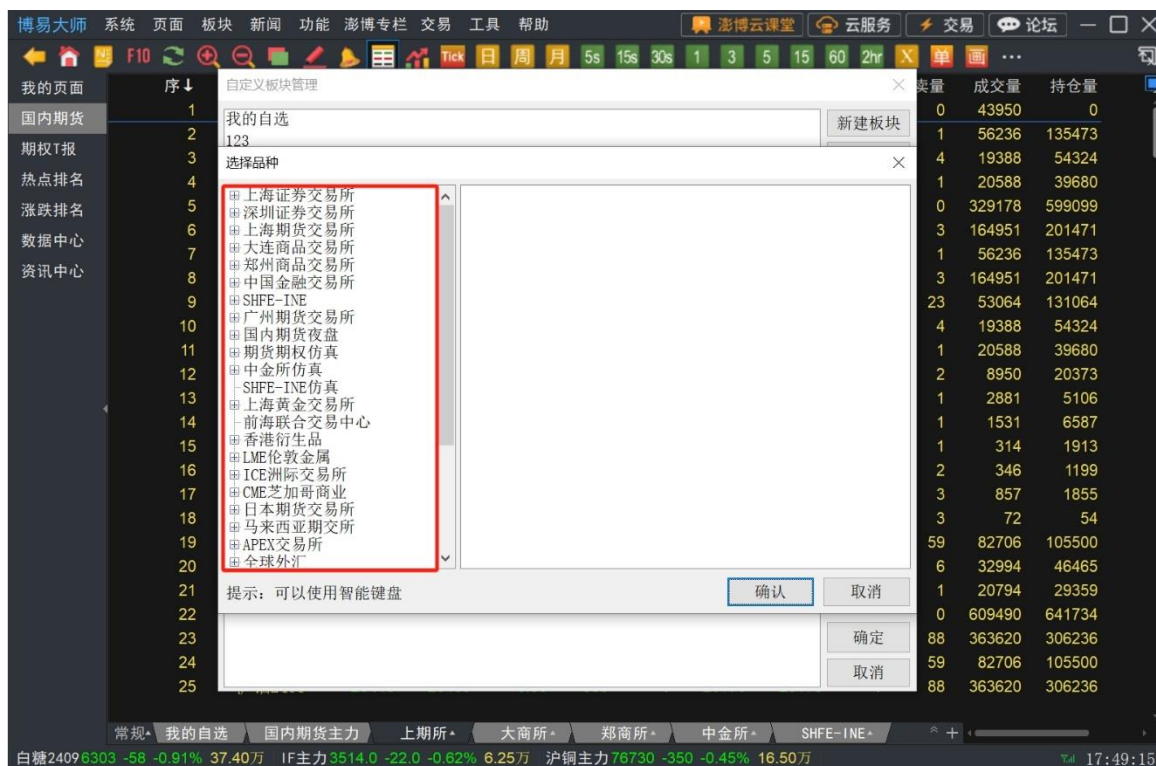 博易大师 系统 页面 板块 新闻 功能 澎博专栏 交易 工具 帮助 澎博云课堂 云服务 交易 论坛
F10 Tick 日 周 月 5s 15s 30s 1 3 5 15 60 2hr X 单 画 ...
我的页面
国内期货
期权T报
热点排名
涨跌排名
数据中心
资讯中心
序↓ 卖量 成交量 持仓量
1 0 43950 0
2 1 56236 135473
3 4 19388 54324
4 1 20588 39680
5 0 329178 599099
6 3 164951 201471
7 1 56236 135473
8 3 164951 201471
9 23 53064 131064
10 4 19388 54324
11 1 20588 39680
12 2 8950 20373
13 1 2881 5106
14 1 1531 6587
15 1 314 1913
16 2 346 1199
17 3 857 1855
18 3 72 54
19 59 82706 105500
20 6 32994 46465
21 1 20794 29359
22 0 609490 641734
23 88 363620 306236
24 59 82706 105500
25 88 363620 306236
自定义板块管理
我的自选
123
新建板块
选择品种
上海证券交易所
深圳证券交易所
上海期货交易所
大连商品交易所
郑州商品交易所
中国金融交易所
SHFE-INE
广州期货交易所
国内期货夜盘
期货期权仿真
中金所仿真
SHFE-INE仿真
上海黄金交易所
前海联合交易中心
香港衍生品
LME伦敦金属
ICE洲际交易所
CME芝加哥商业
日本期货交易所
马来西亚期交所
APEX交易所
全球外汇
提示：可以使用智能键盘
确认 取消
确定
取消
常规 我的自选 国内期货主力 上期所 大商所 郑商所 中金所 SHFE-INE
白糖2409 6303 -58 -0.91% 37.40万 IF主力 3514.0 -22.0 -0.62% 6.25万 沪铜主力 76730 -350 -0.45% 16.50万 17:49:15